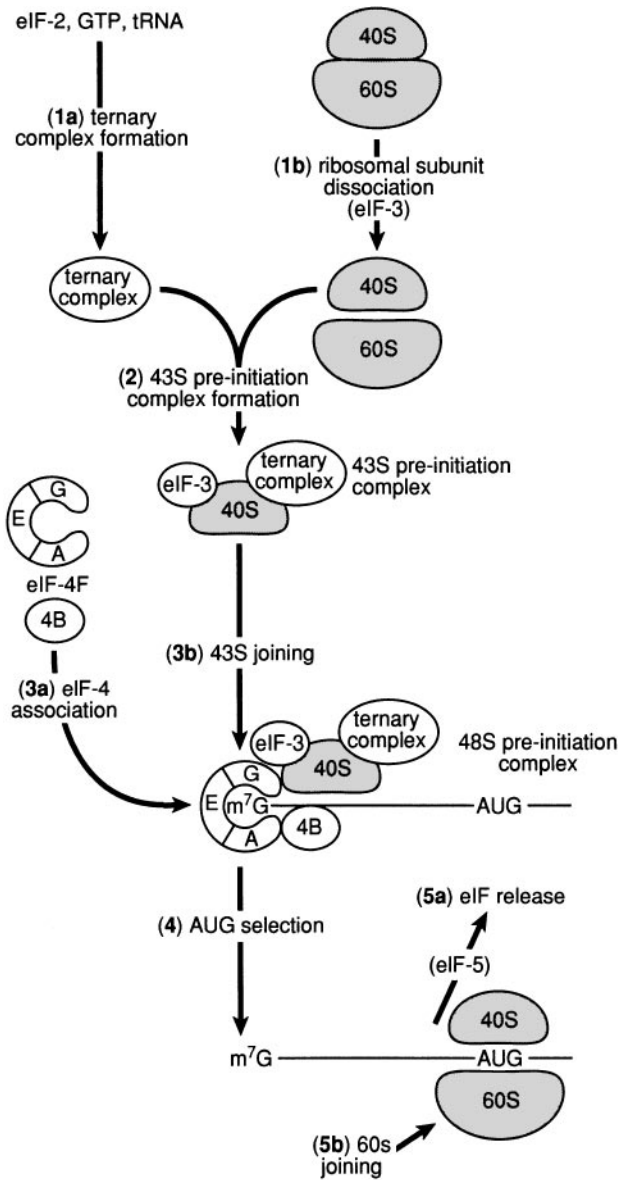 eIF-2, GTP, tRNA
40S
60S
(1a) ternary
complex formation
(1b) ribosomal subunit
dissociation
(eIF-3)
ternary
complex
40S
60S
(2) 43S pre-initiation
complex formation
eIF-3
ternary
complex
40S
43S pre-initiation
complex
G
E
A
eIF-4F
4B
(3a) eIF-4
association
(3b) 43S joining
eIF-3
40S
ternary
complex
48S pre-initiation
complex
G
E
m⁷G
A
4B
AUG
(4) AUG selection
(5a) eIF release
(eIF-5)
40S
m⁷G
AUG
60S
(5b) 60s
joining